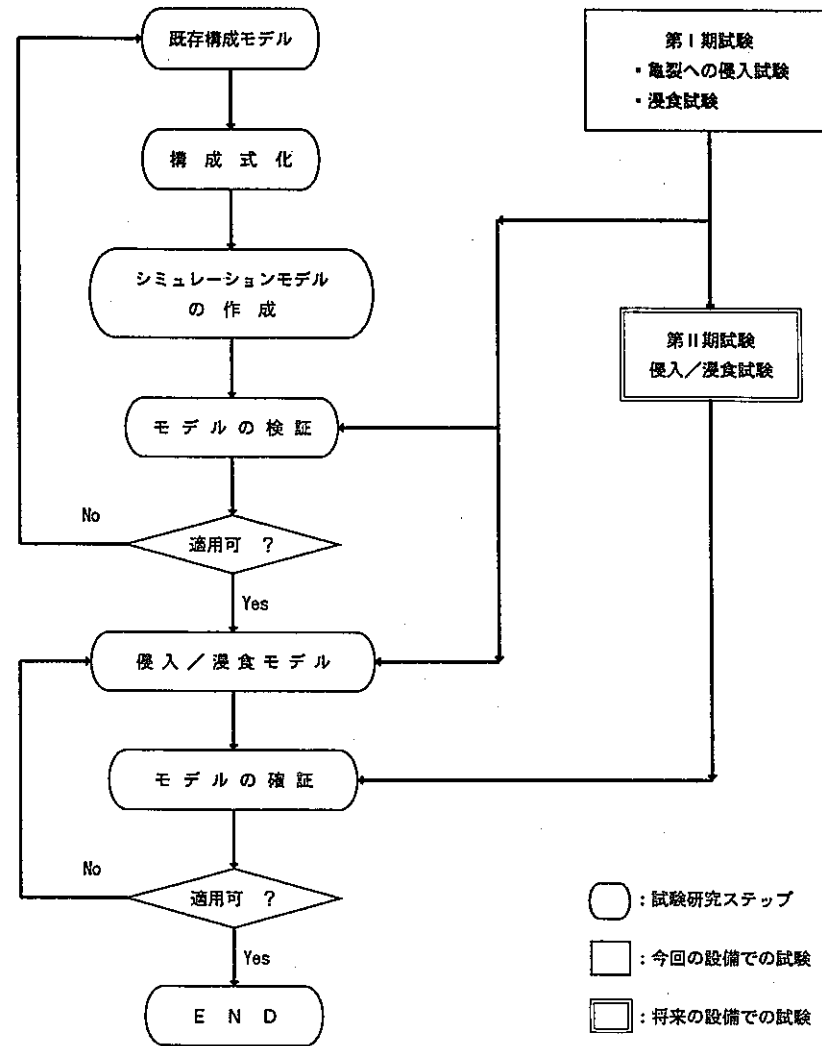 既存構成モデル
構成式化
シミュレーションモデル
の作成
モデルの検証
No
適用可 ?
Yes
侵入／浸食モデル
モデルの確証
No
適用可 ?
Yes
END
第Ⅰ期試験
・亀裂への侵入試験
・浸食試験
第Ⅱ期試験
侵入／浸食試験
：試験研究ステップ
：今回の設備での試験
：将来の設備での試験